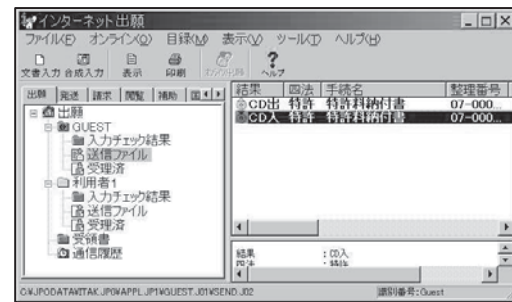 インターネット出願
ファイル(F) オンライン(O) 目録(M) 表示(V) ツール(T) ヘルプ(H)
文書入力 合成入力 表示 印刷 ヘルプ
出願 発送 請求 閲覧 補助 国
出願
GUEST
入力チェック結果
送信ファイル
受理済
利用者1
入力チェック結果
送信ファイル
受理済
受領書
通信履歴
結果 四法 手続名 整理番号
CD出 特許 特許料納付書 07-000...
CD入 特許 特許料納付書 07-000...
結果 :CD入
四法 :特許
C:¥JPODATA¥ITAK.JP0¥APPL.JP1¥GUEST.J01¥SEND.J02 識別番号:Guest